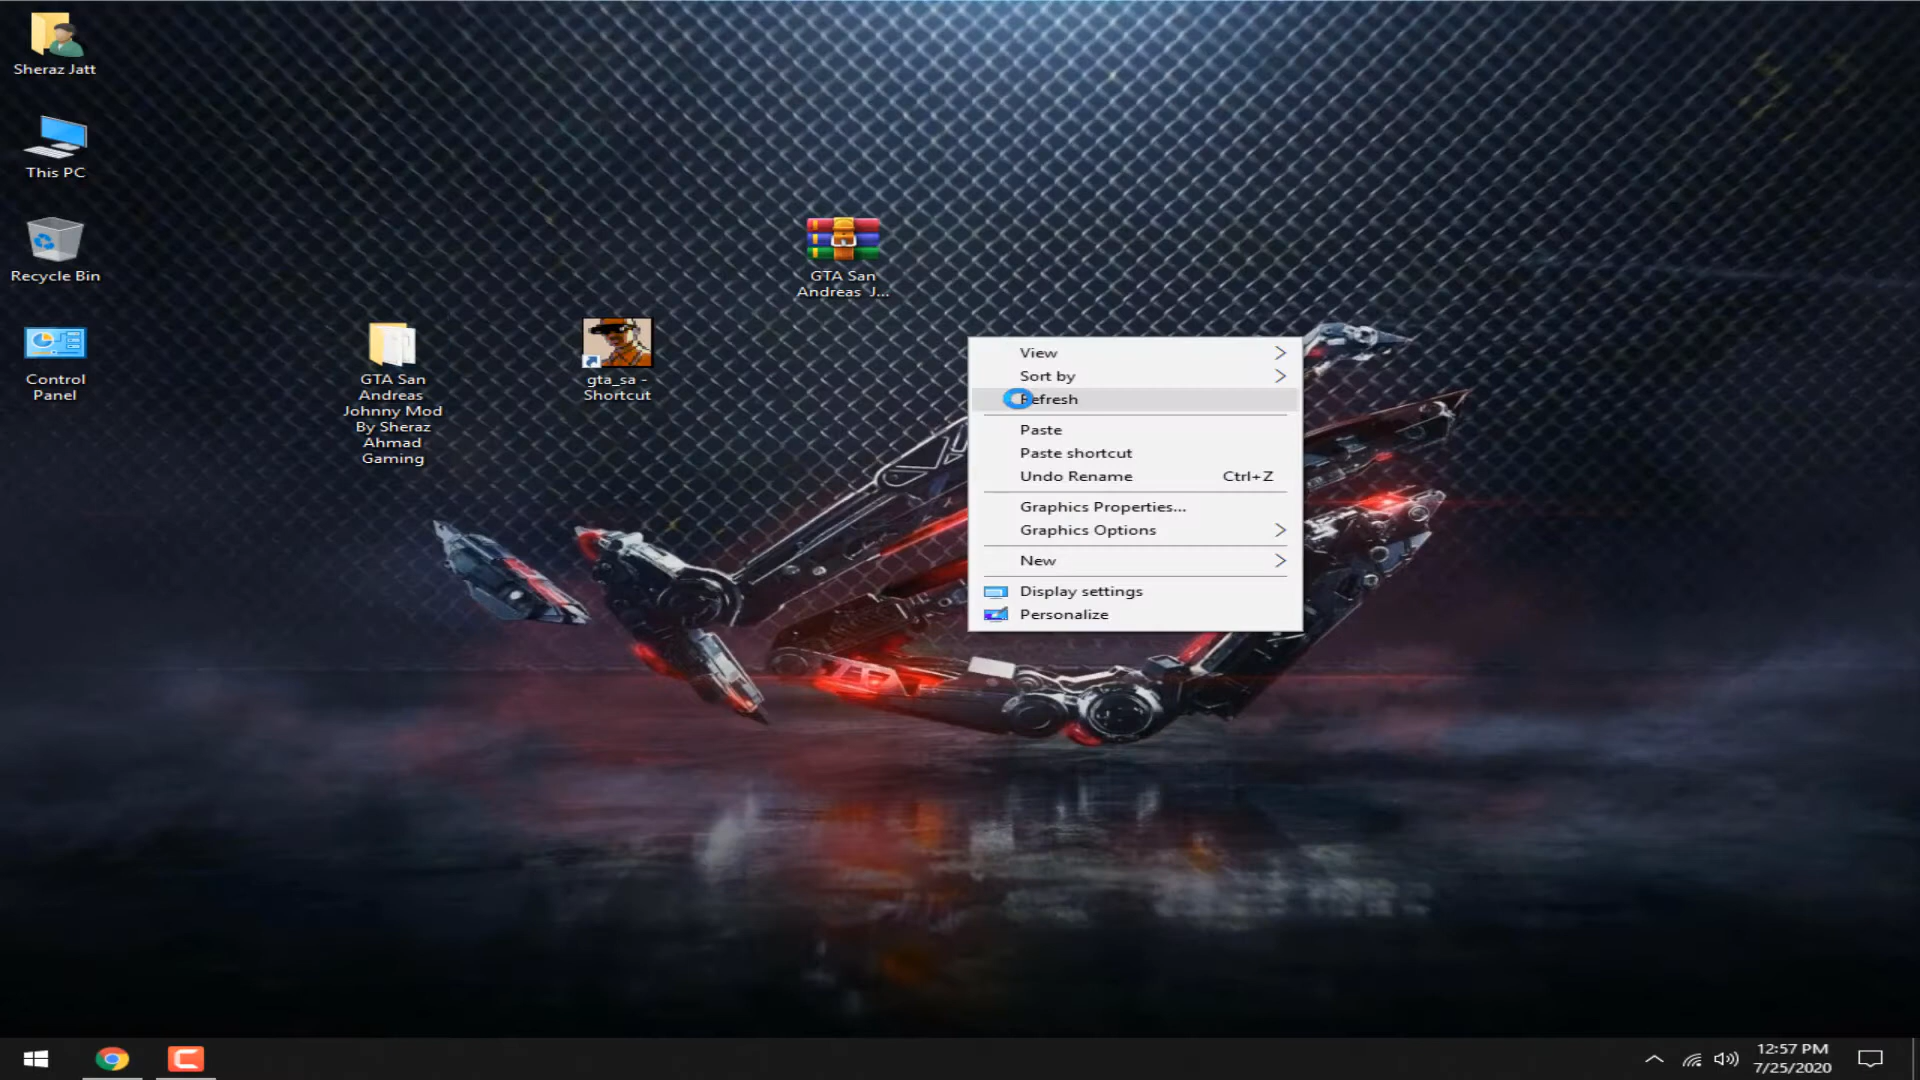 Sheraz Jatt
This PC
Recycle Bin
Control
Panel
GTA San
Andreas
Johnny Mod
By Sheraz
Ahmad
Gaming
gta_sa -
Shortcut
GTA San
Andreas J...
View
Sort by
Refresh
Paste
Paste shortcut
Undo Rename Ctrl+Z
Graphics Properties...
Graphics Options
New
Display settings
Personalize
12:57 PM
7/25/2020